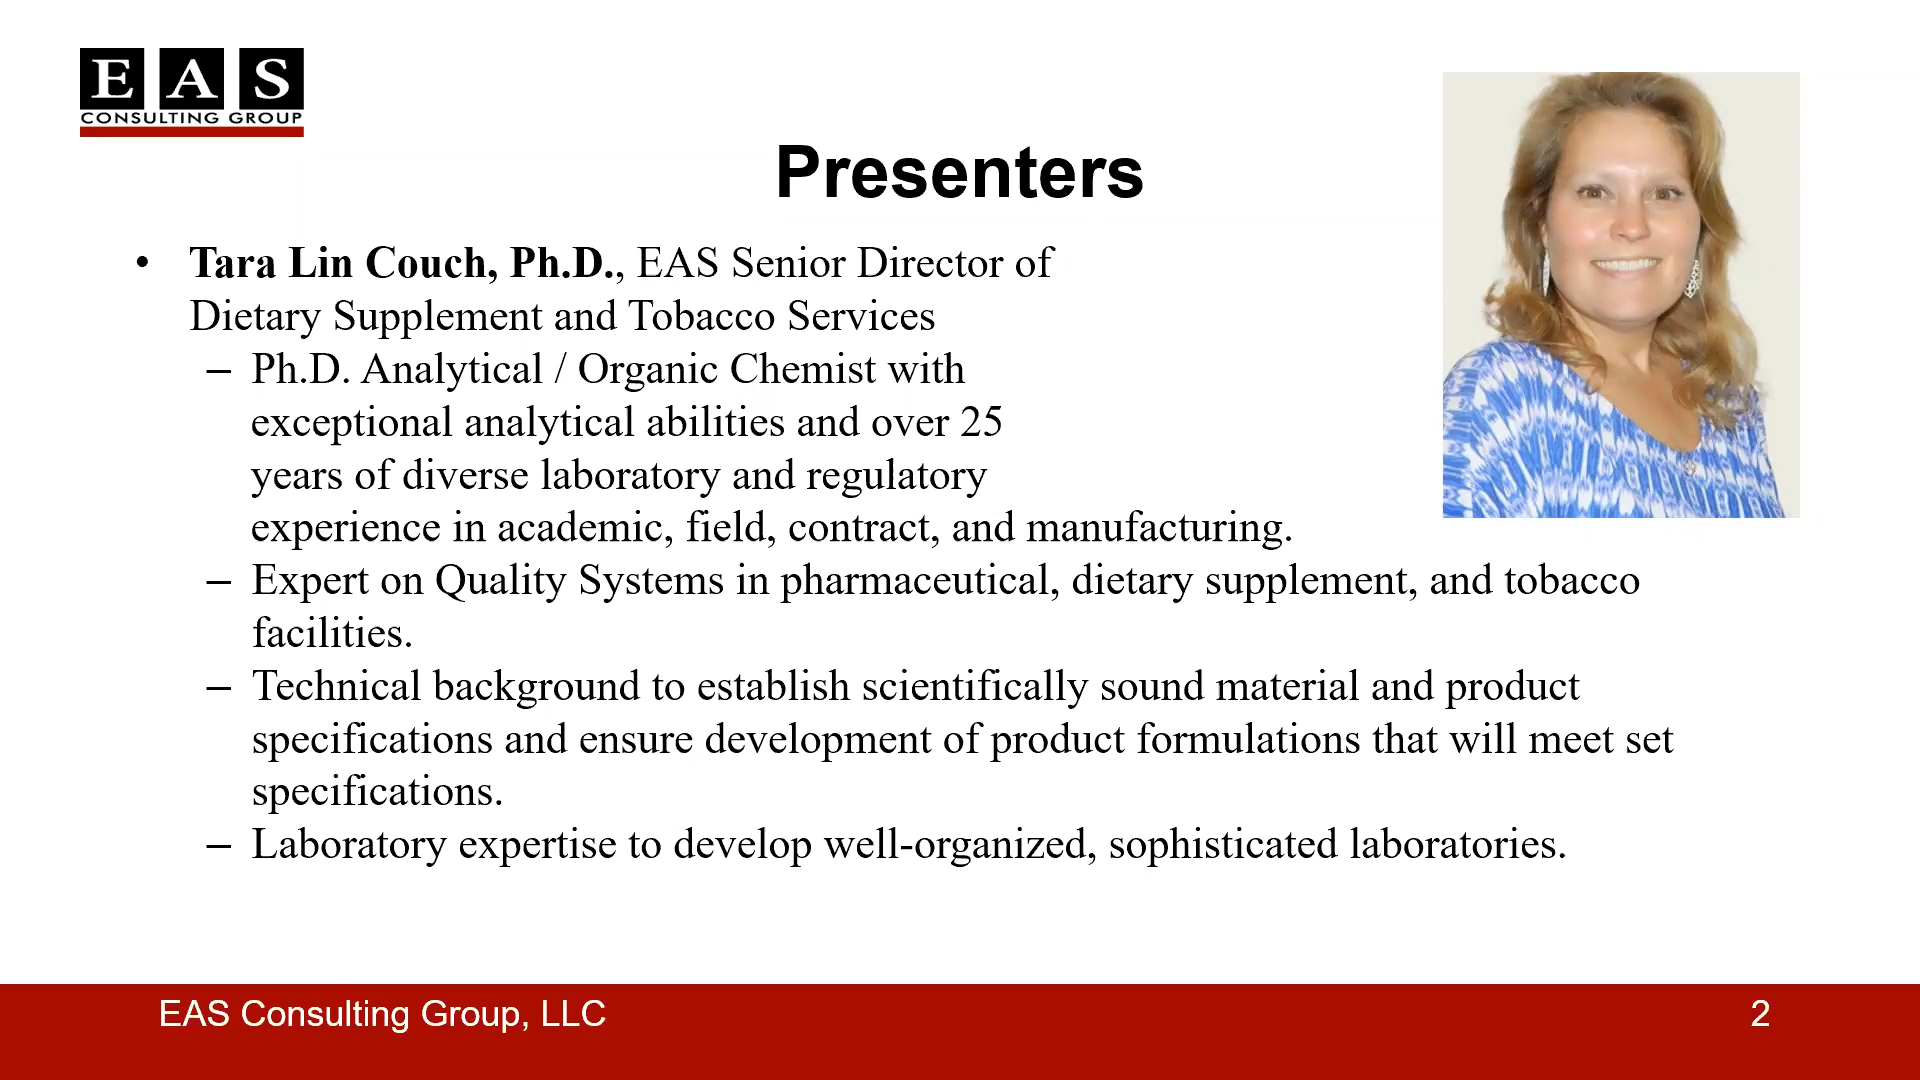 EAS
CONSULTING GROUP
Presenters
• Tara Lin Couch, Ph.D., EAS Senior Director of
Dietary Supplement and Tobacco Services
– Ph.D. Analytical / Organic Chemist with
exceptional analytical abilities and over 25
years of diverse laboratory and regulatory
experience in academic, field, contract, and manufacturing.
– Expert on Quality Systems in pharmaceutical, dietary supplement, and tobacco
facilities.
– Technical background to establish scientifically sound material and product
specifications and ensure development of product formulations that will meet set
specifications.
– Laboratory expertise to develop well-organized, sophisticated laboratories.
EAS Consulting Group, LLC
2